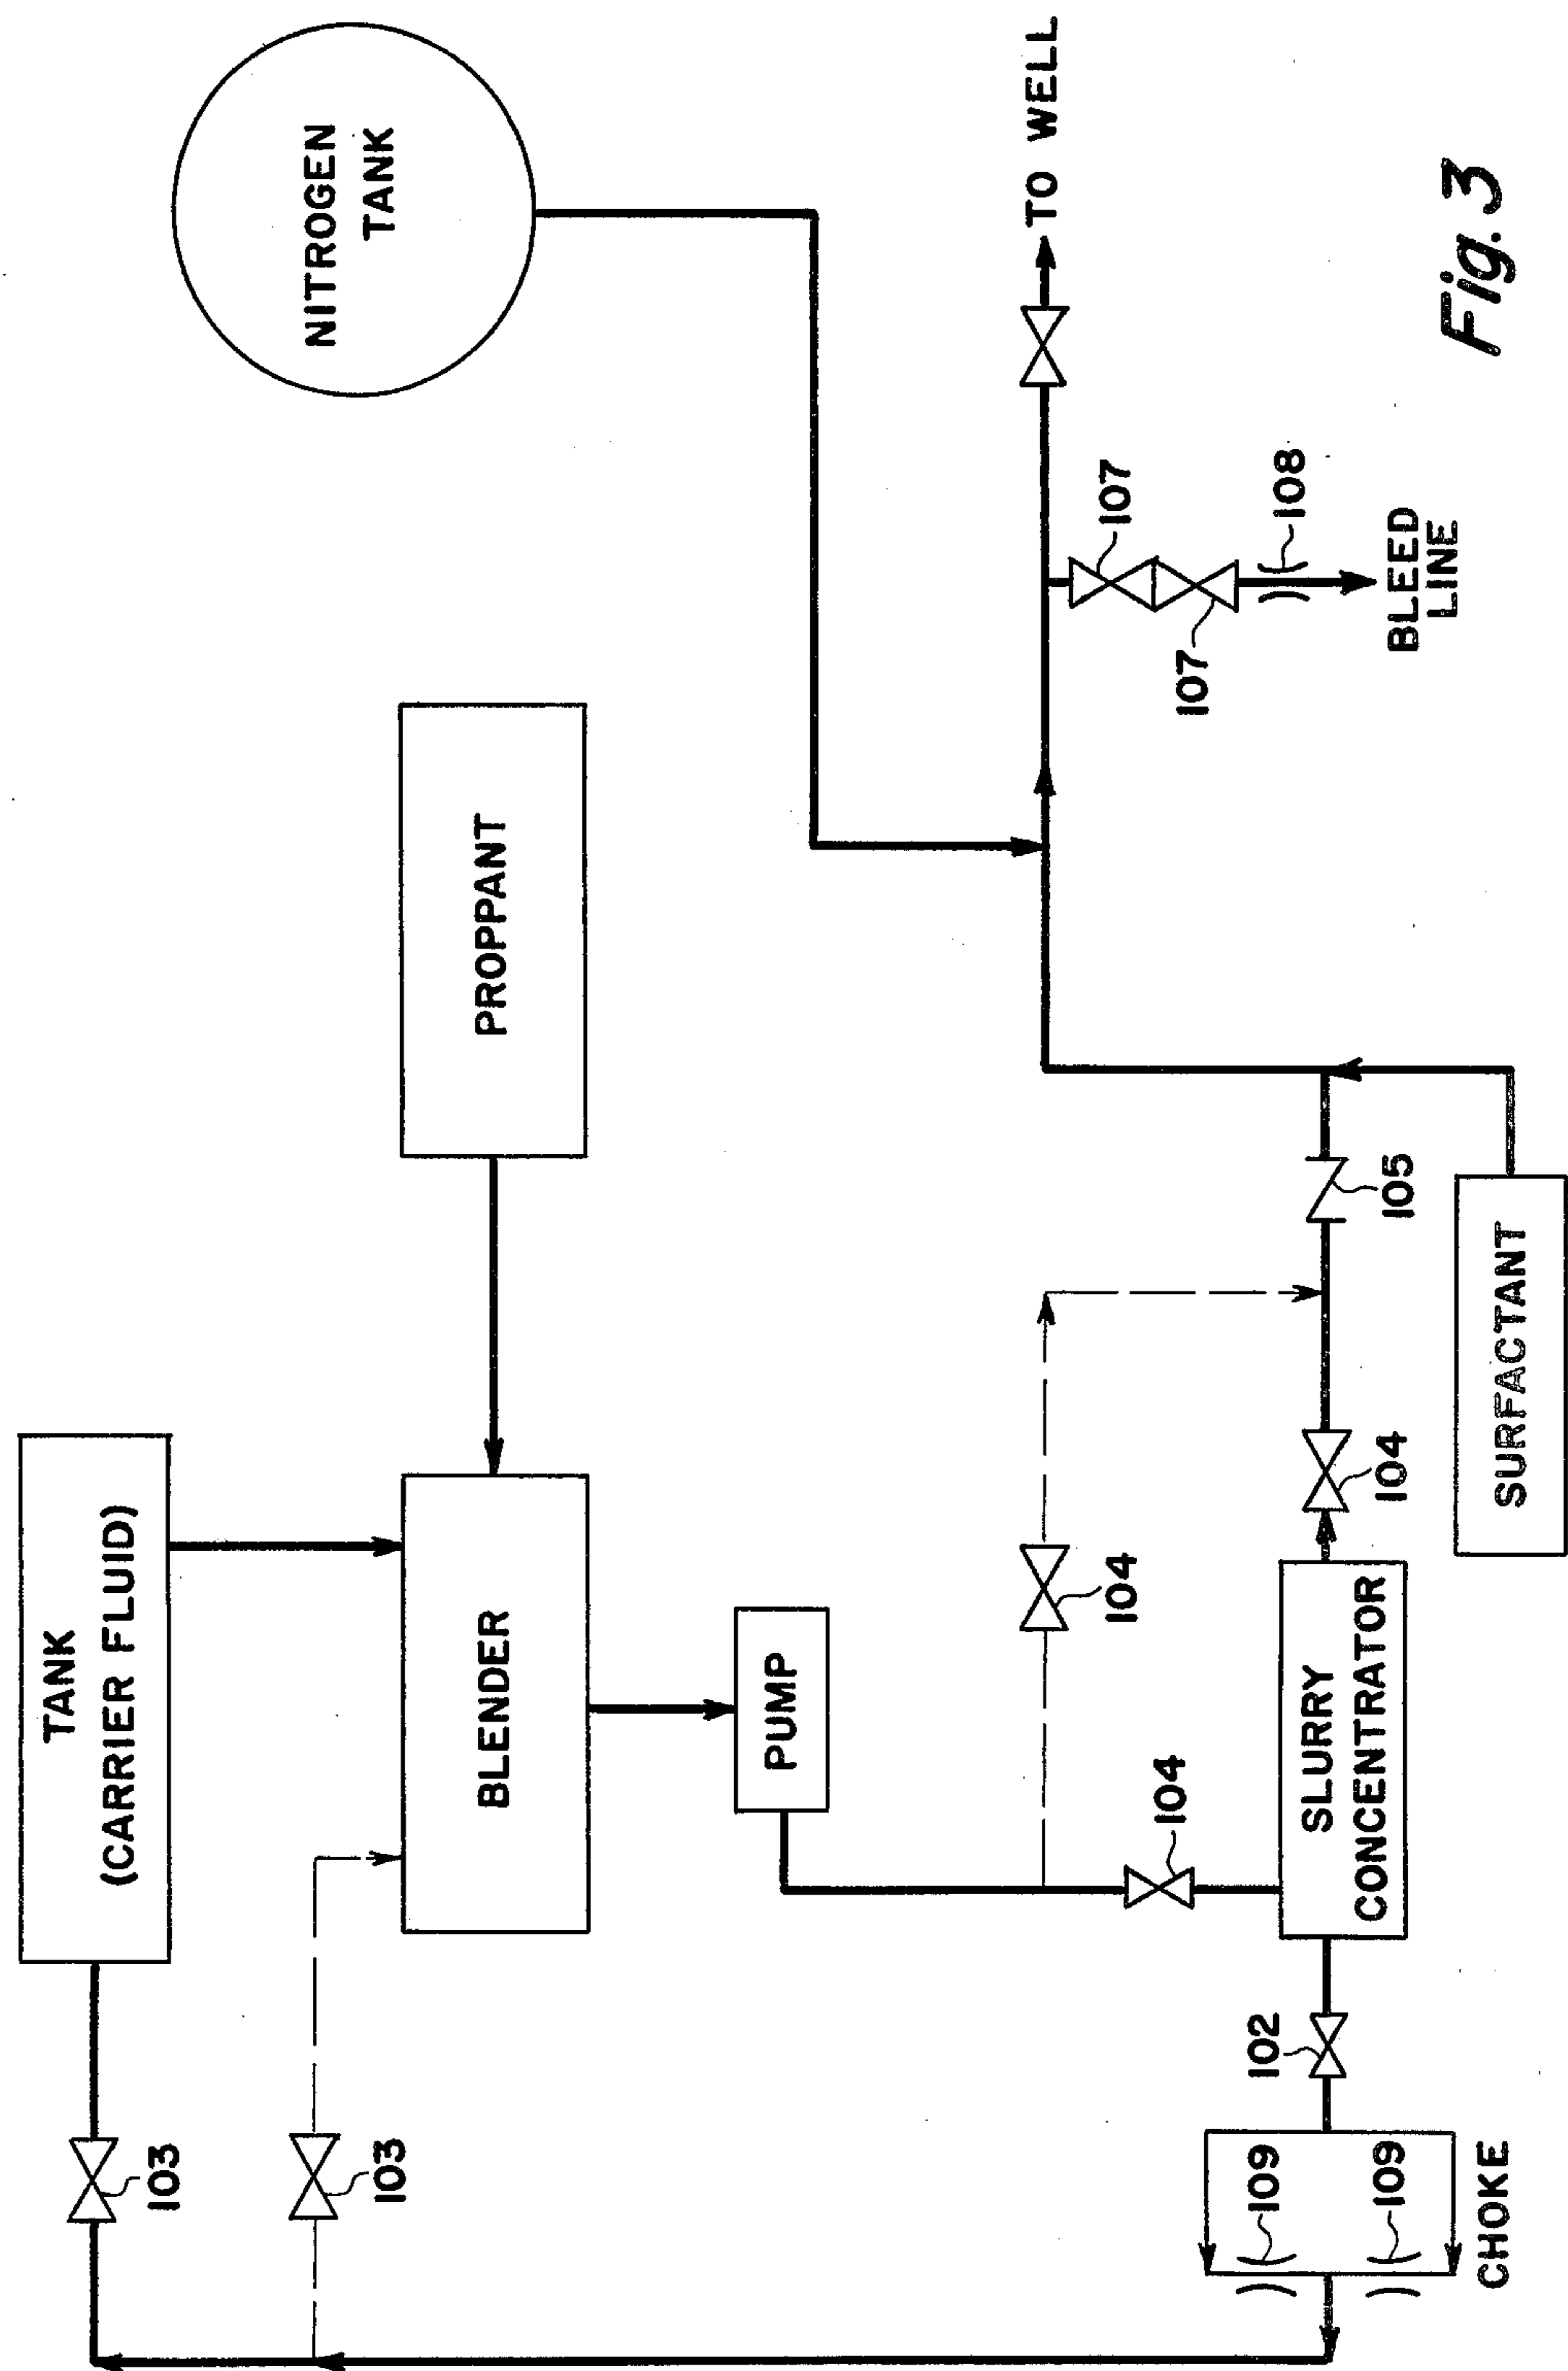 TANK
(CARRIER FLUID)
103
103
BLENDER
PROPPANT
NITROGEN
TANK
PUMP
104
104
SLURRY
CONCENTRATOR
102
109
109
CHOKE
104
105
SURFACTANT
107
107
108
BLEED
LINE
TO WELL
Fig. 3